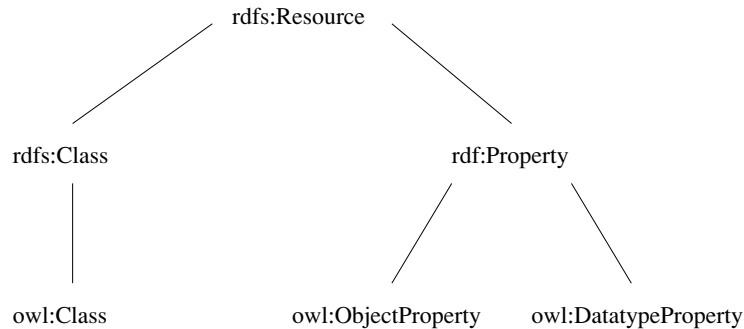 rdfs:Resource
rdfs:Class
rdf:Property
owl:Class
owl:ObjectProperty
owl:DatatypeProperty